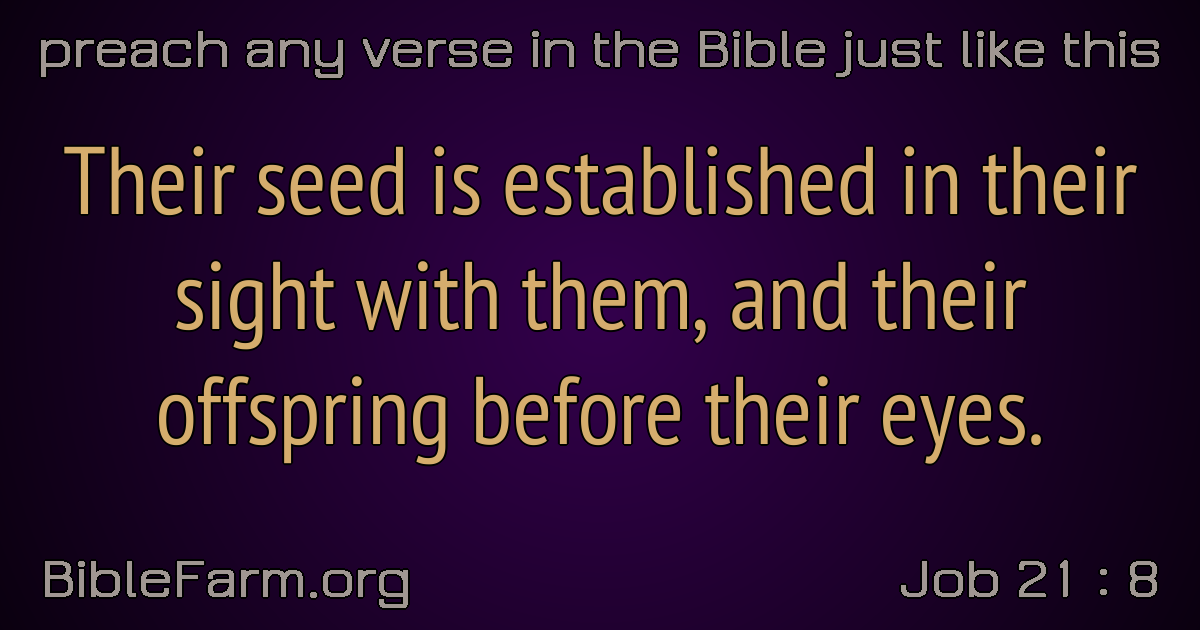 preach any verse in the Bible just like this
Their seed is established in their
sight with them, and their
offspring before their eyes.
BibleFarm.org
Job 21 : 8